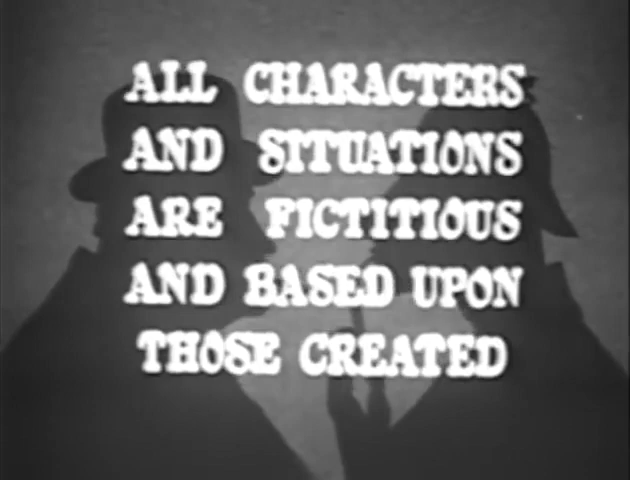 ALL CHARACTERS
AND SITUATIONS
ARE FICTITIOUS
AND BASED UPON
THOSE CREATED